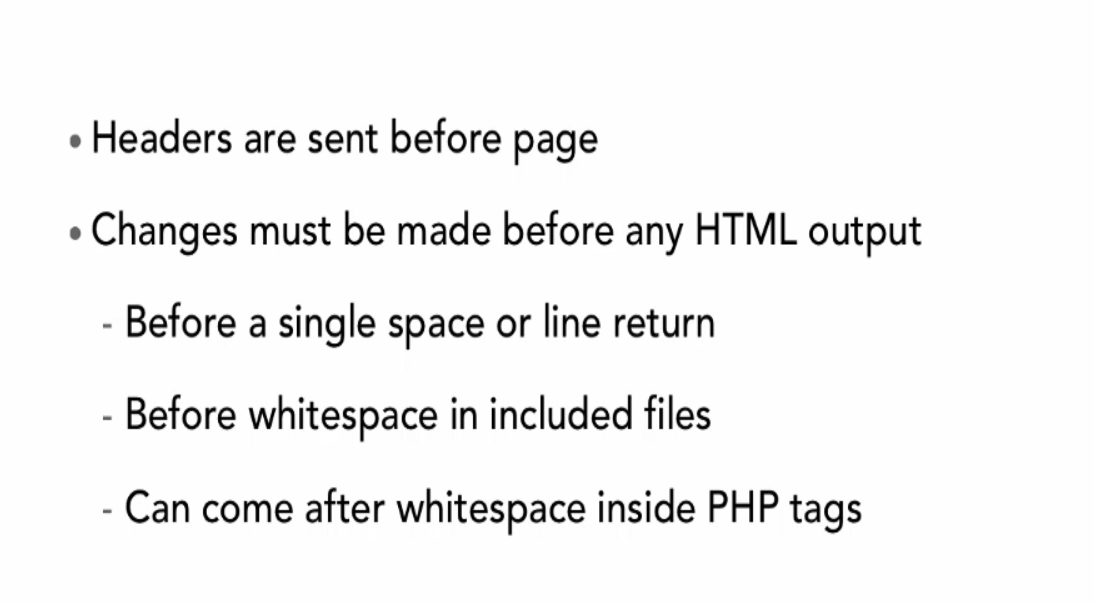 • Headers are sent before page
• Changes must be made before any HTML output
- Before a single space or line return
- Before whitespace in included files
- Can come after whitespace inside PHP tags